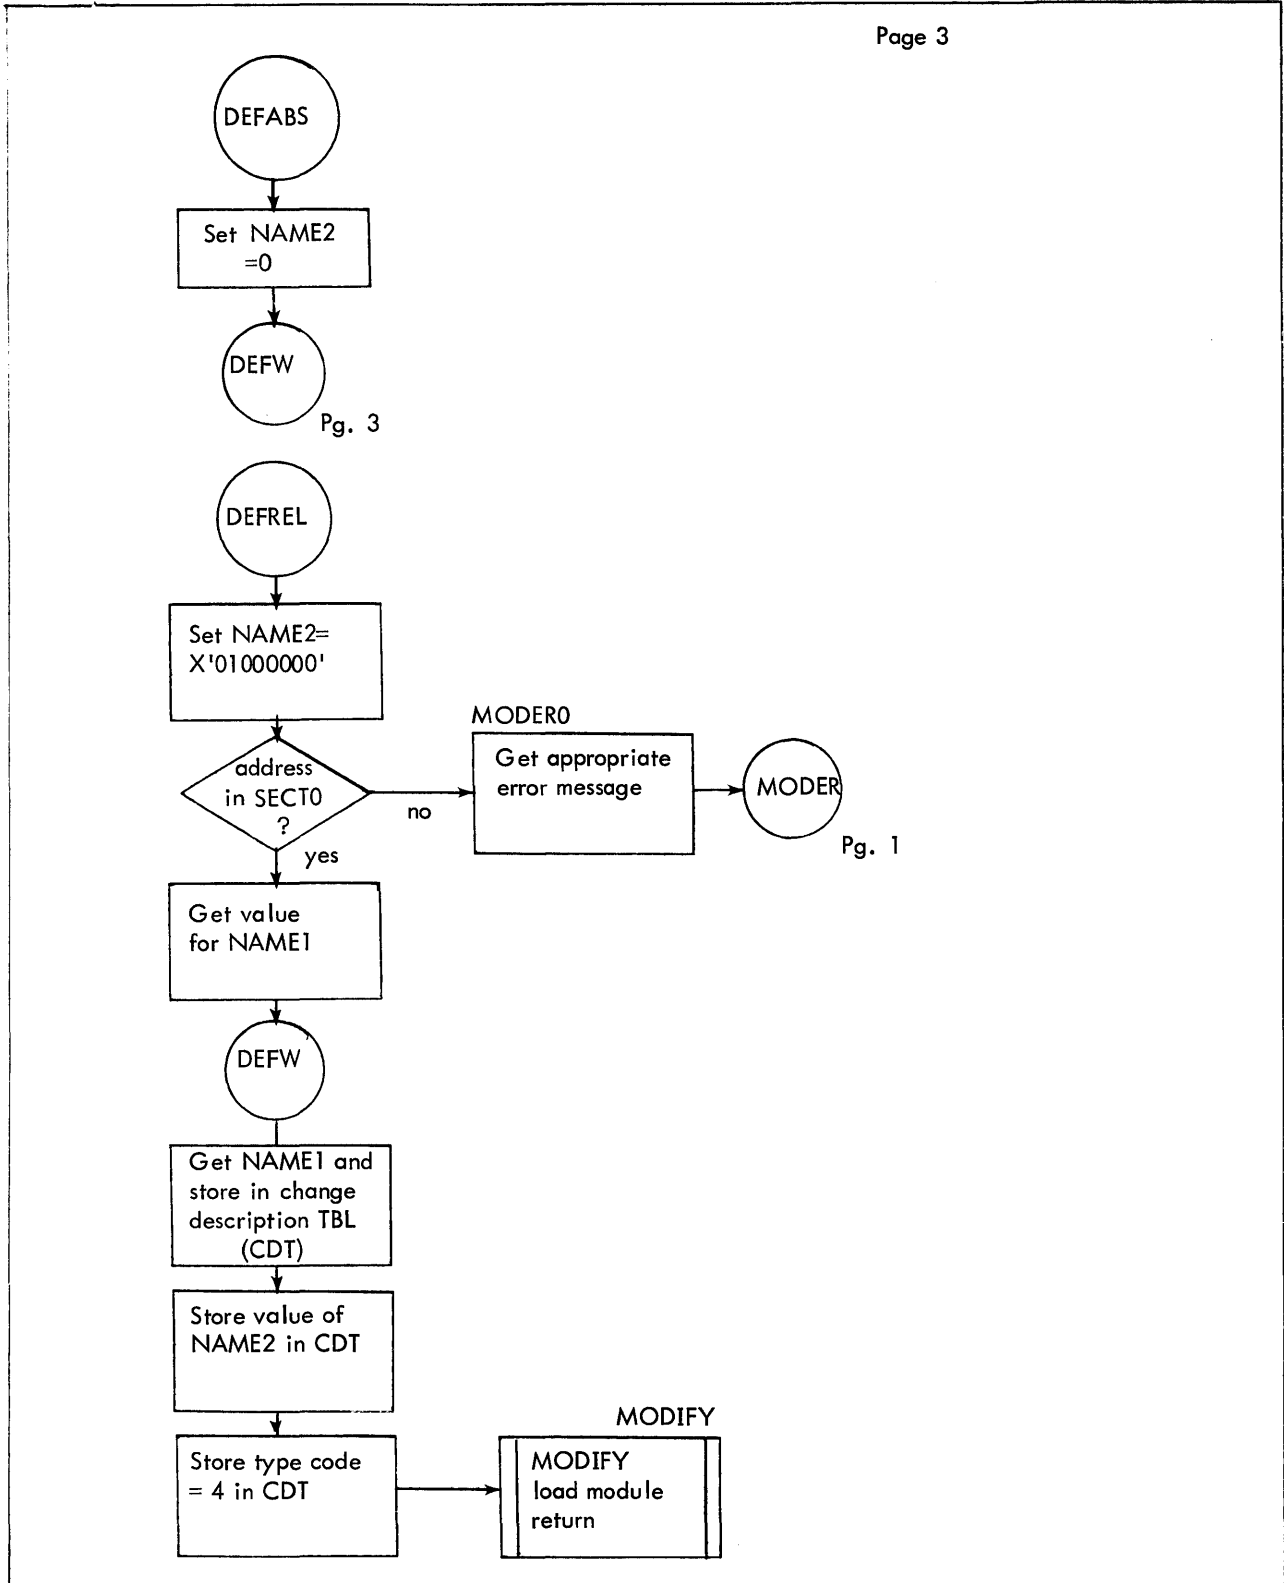 Page 3
DEFABS
Set NAME2
=0
DEFW
Pg. 3
DEFREL
Set NAME2=
X'01000000'
address
in SECT0
?
no
yes
MODER0
Get appropriate
error message
MODER
Pg. 1
Get value
for NAME1
DEFW
Get NAME1 and
store in change
description TBL
(CDT)
Store value of
NAME2 in CDT
Store type code
= 4 in CDT
MODIFY
MODIFY
load module
return